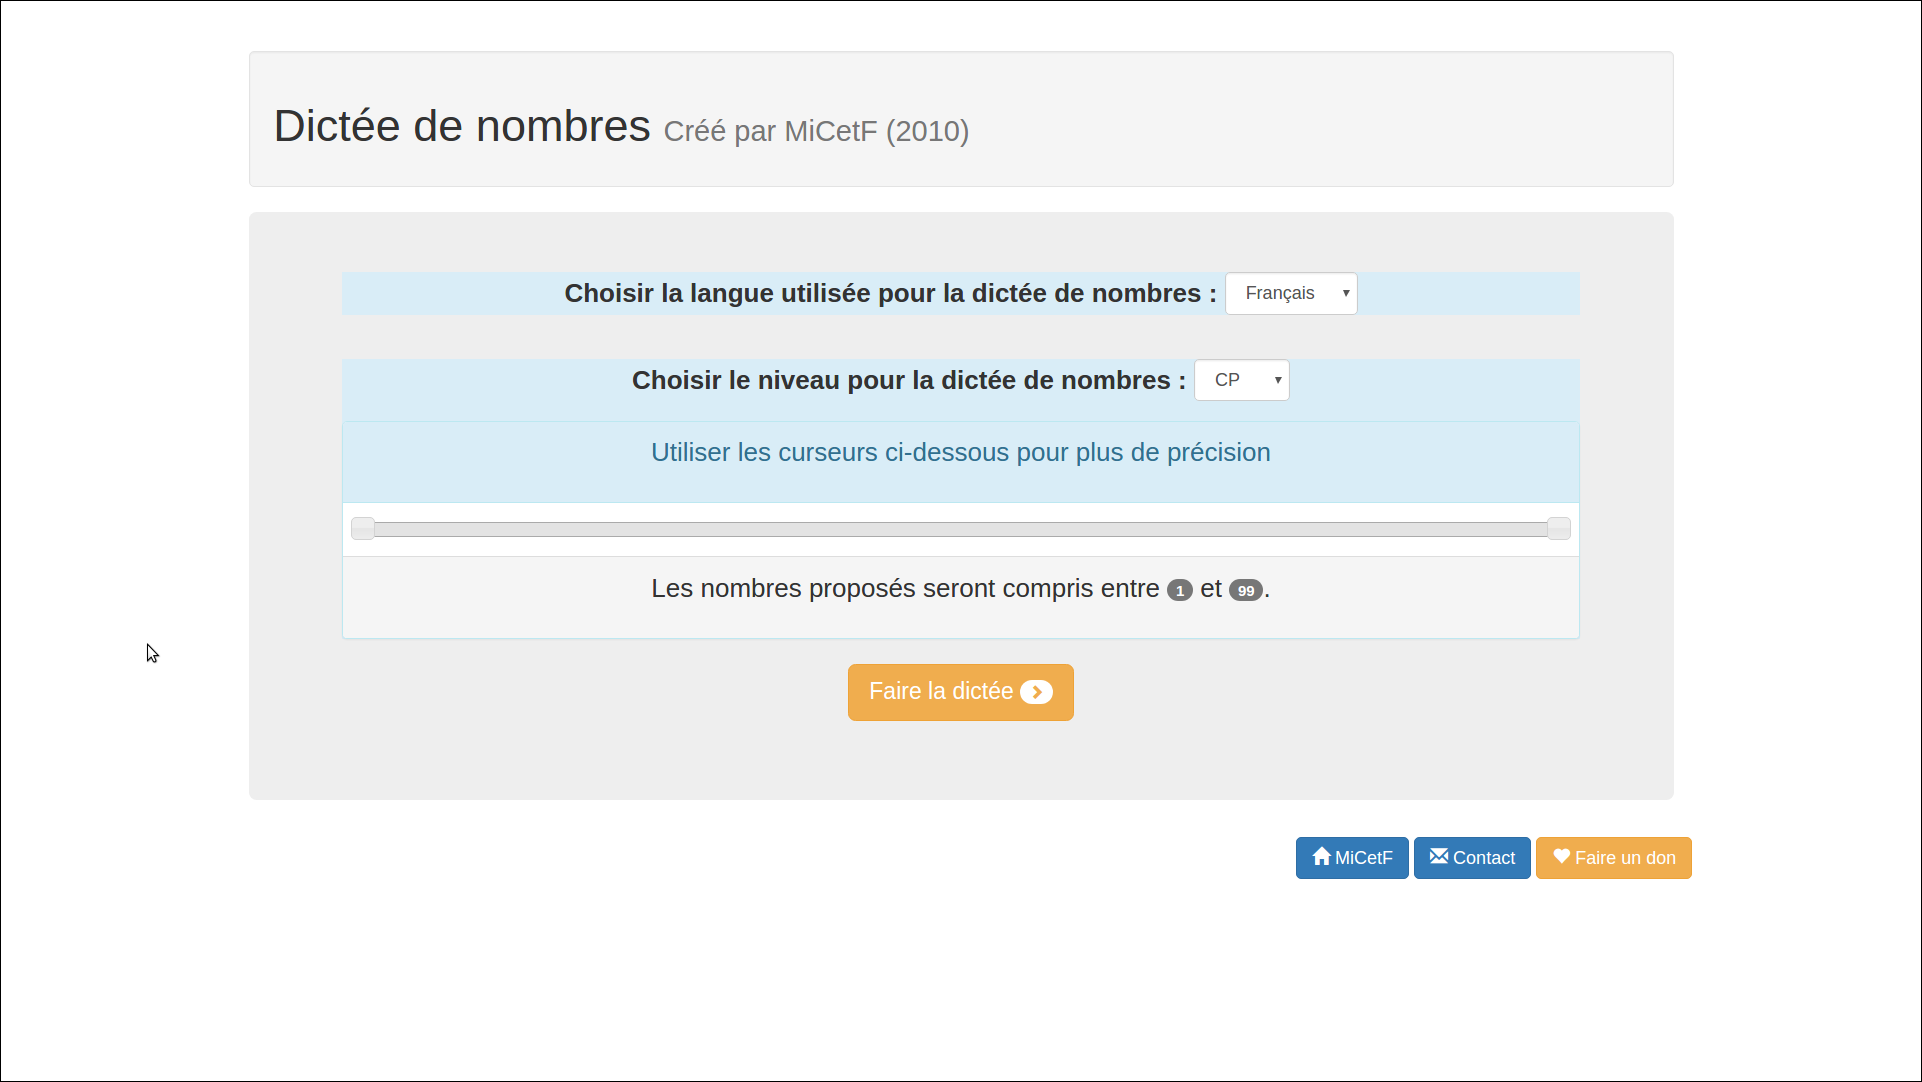 Dictée de nombres Créé par MiCetF (2010)
Choisir la langue utilisée pour la dictée de nombres : Français
Choisir le niveau pour la dictée de nombres : CP
Utiliser les curseurs ci-dessous pour plus de précision
Les nombres proposés seront compris entre 1 et 99.
Faire la dictée
MiCetF Contact Faire un don